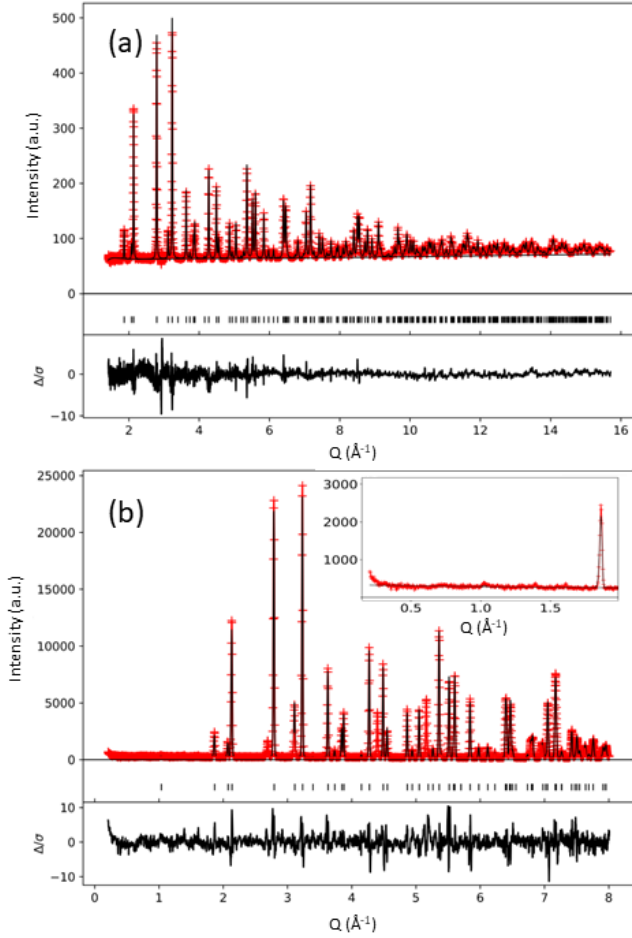 (a)
500
400
300
200
100
0
Intensity (a.u.)
0
−10
Δ/σ
2 4 6 8 10 12 14 16
Q (Å⁻¹)
(b)
25000
20000
15000
10000
5000
0
Intensity (a.u.)
3000
2000
1000
0.5 1.0 1.5
Q (Å⁻¹)
10
0
−10
Δ/σ
0 1 2 3 4 5 6 7 8
Q (Å⁻¹)